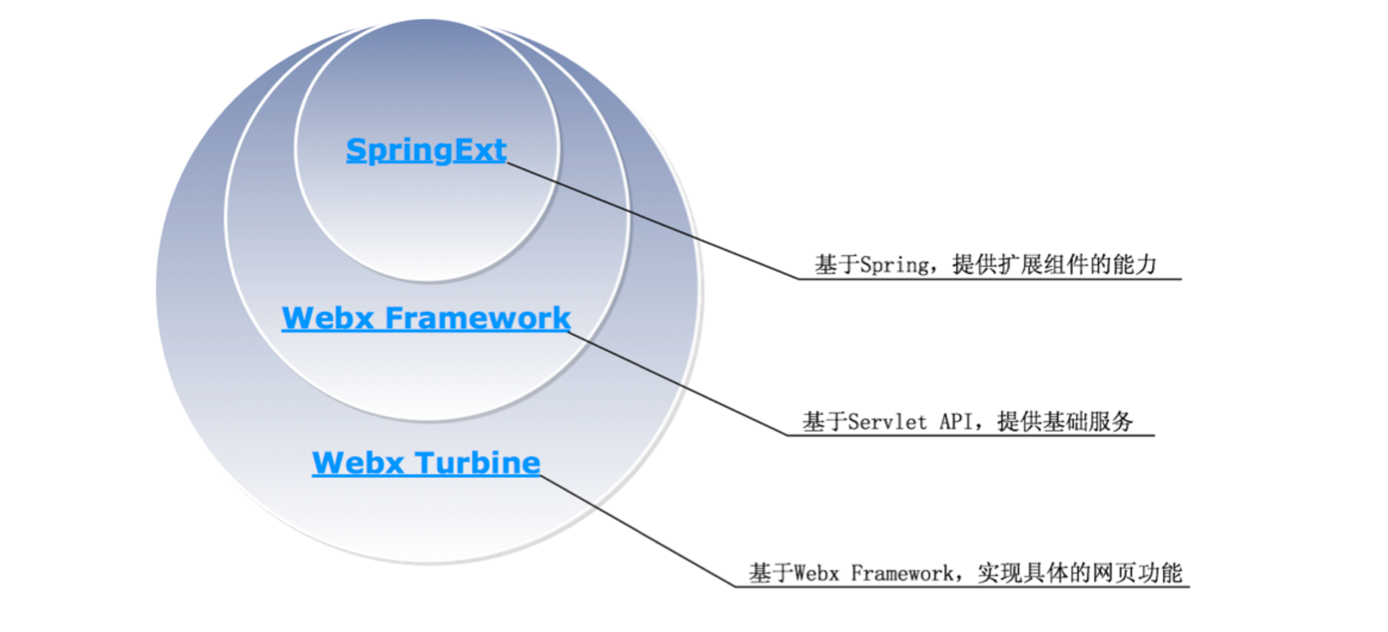 SpringExt
基于Spring，提供扩展组件的能力
Webx Framework
基于Servlet API，提供基础服务
Webx Turbine
基于Webx Framework，实现具体的网页功能